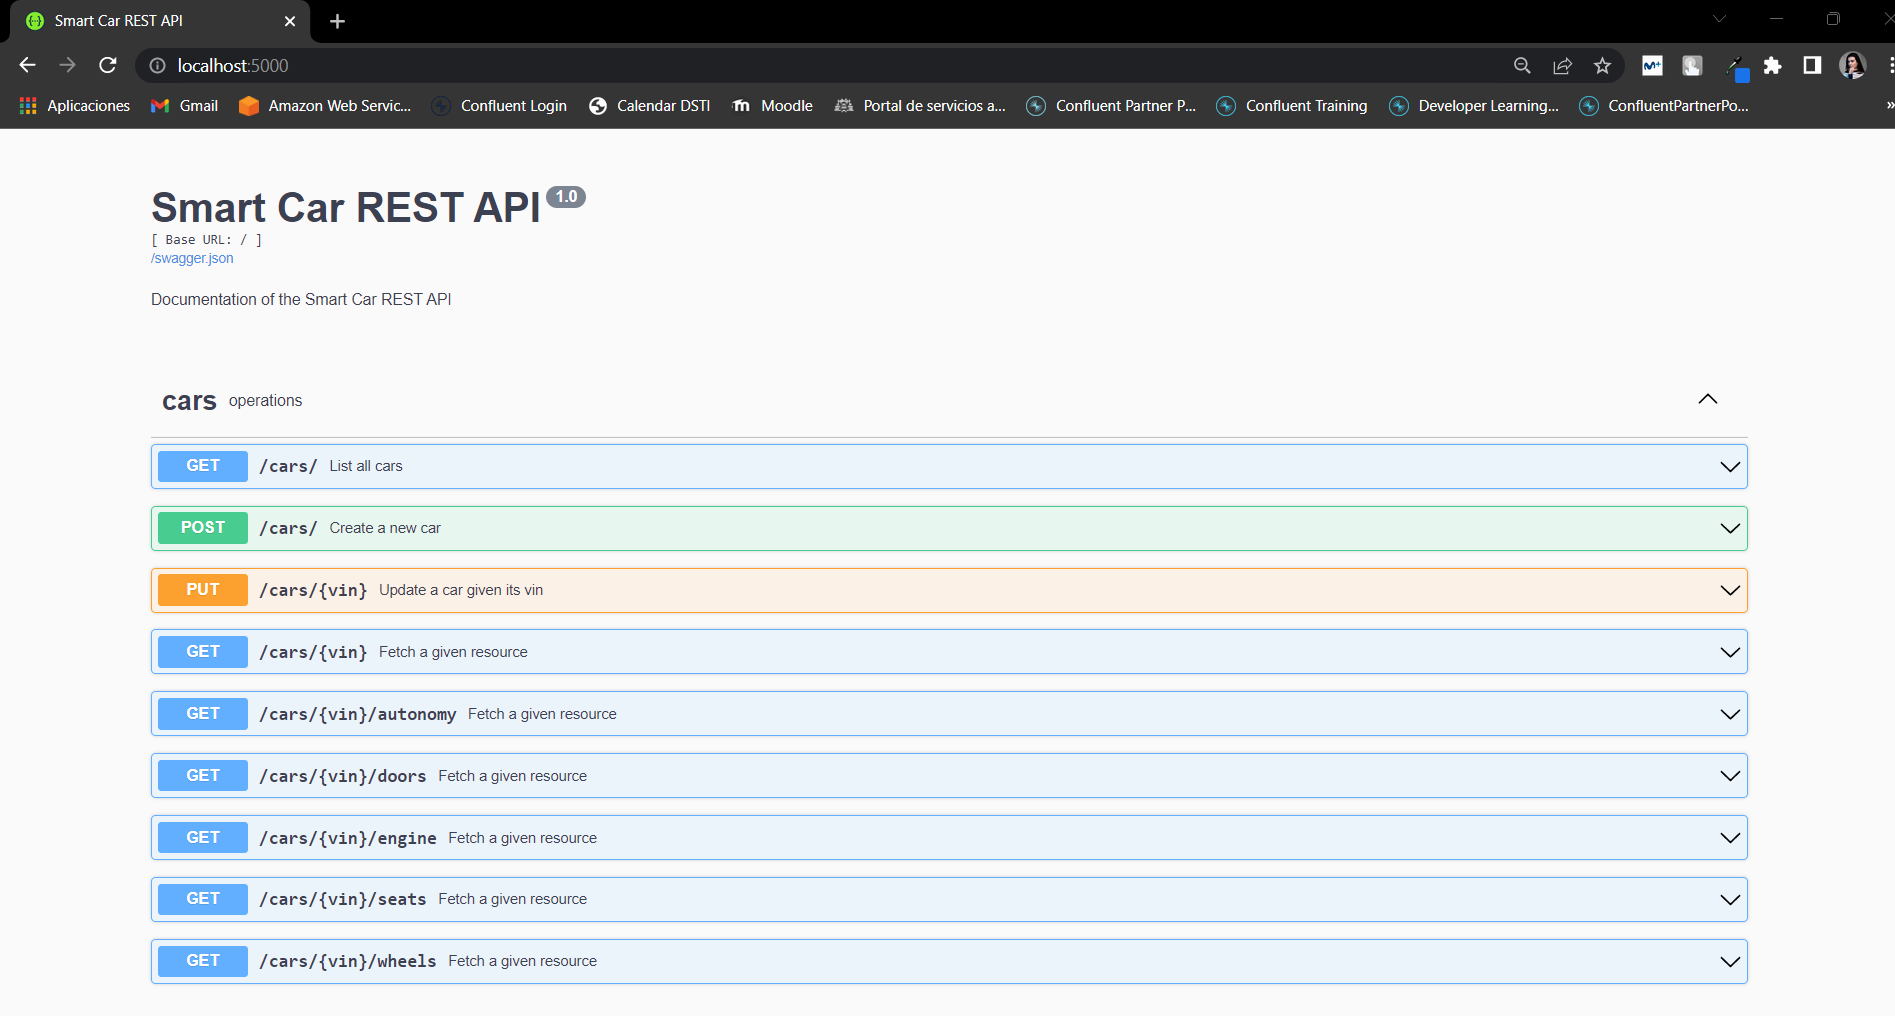 Smart Car REST API
localhost:5000
Aplicaciones Gmail Amazon Web Servic... Confluent Login Calendar DSTI Moodle Portal de servicios a... Confluent Partner P... Confluent Training Developer Learning... ConfluentPartnerPo... »
Smart Car REST API 1.0
[ Base URL: / ]
/swagger.json
Documentation of the Smart Car REST API
cars operations
GET /cars/ List all cars
POST /cars/ Create a new car
PUT /cars/{vin} Update a car given its vin
GET /cars/{vin} Fetch a given resource
GET /cars/{vin}/autonomy Fetch a given resource
GET /cars/{vin}/doors Fetch a given resource
GET /cars/{vin}/engine Fetch a given resource
GET /cars/{vin}/seats Fetch a given resource
GET /cars/{vin}/wheels Fetch a given resource